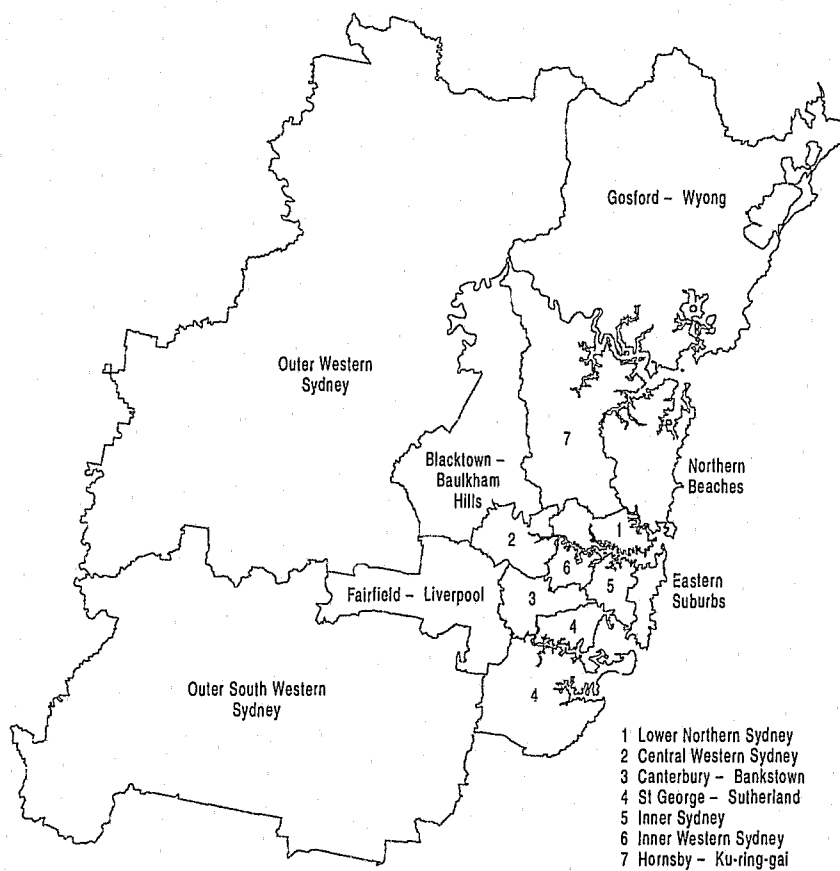 Gosford – Wyong
Outer Western
Sydney
7
Blacktown –
Baulkham
Hills
Northern
Beaches
1
2
6
Eastern
Suburbs
5
Fairfield – Liverpool
3
4
Outer South Western
Sydney
4
1 Lower Northern Sydney
2 Central Western Sydney
3 Canterbury – Bankstown
4 St George – Sutherland
5 Inner Sydney
6 Inner Western Sydney
7 Hornsby – Ku-ring-gai